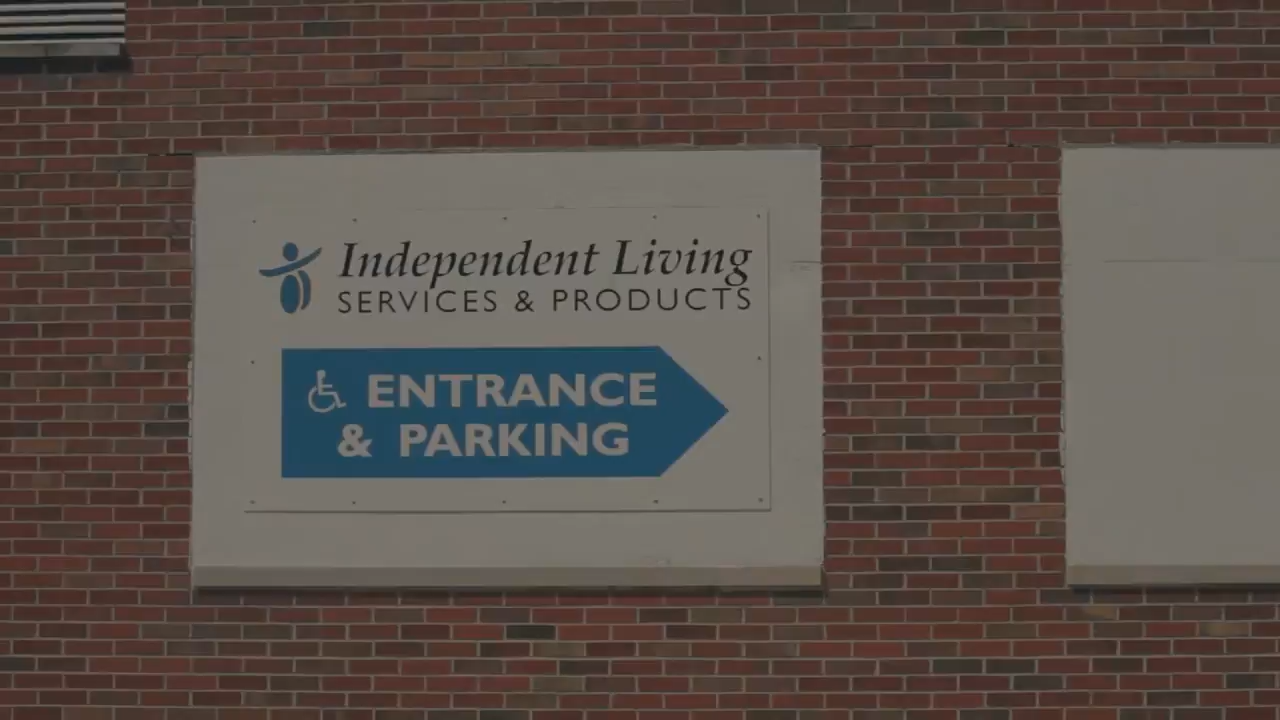 Independent Living
SERVICES & PRODUCTS
ENTRANCE
& PARKING